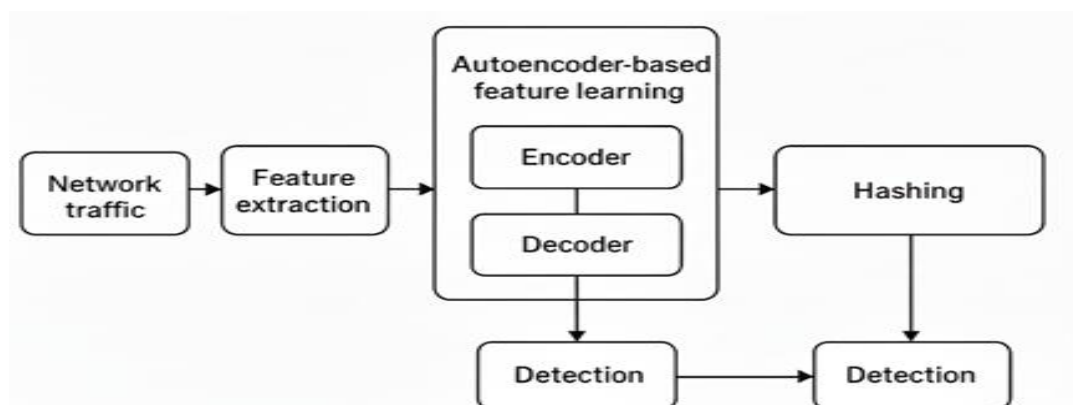 Network
traffic
Feature
extraction
Autoencoder-based
feature learning
Encoder
Decoder
Hashing
Detection
Detection